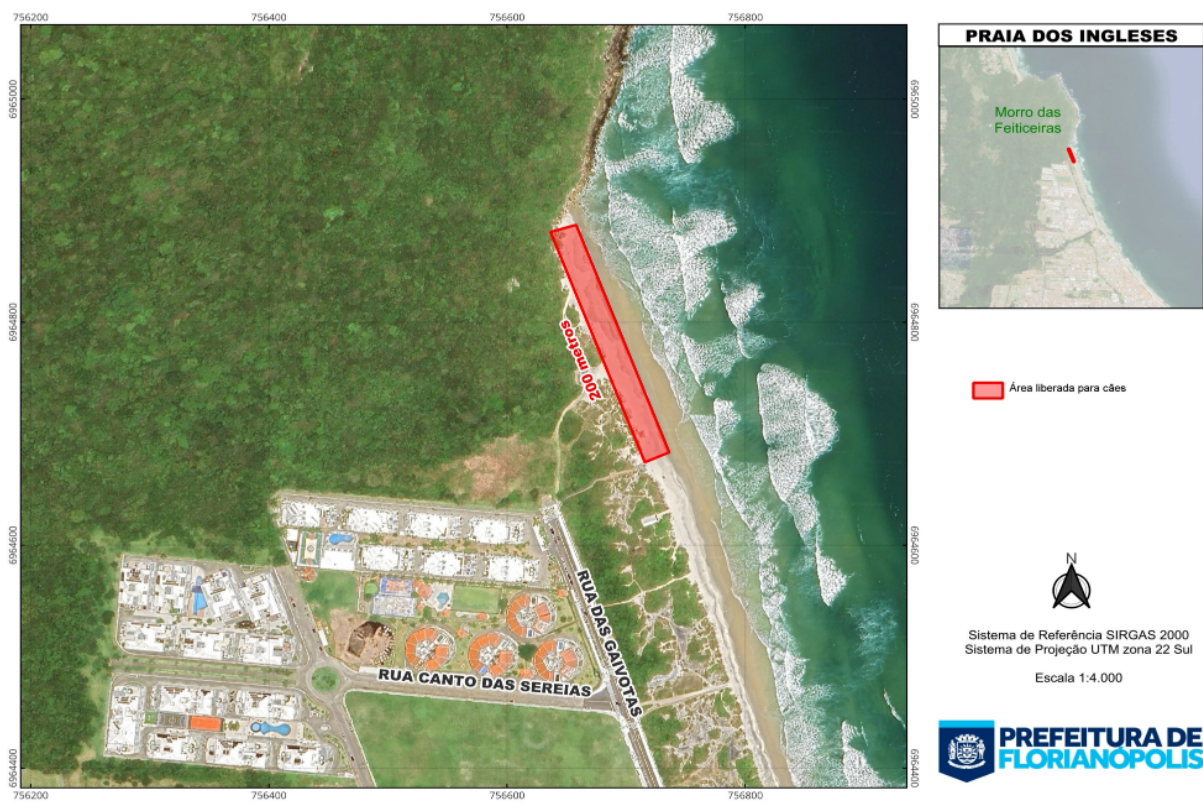 756200
756400
756600
756800
6965000
6965000
6964800
6964800
200 metros
6964600
6964600
RUA DAS GAIVOTAS
RUA CANTO DAS SEREIAS
6964400
6964400
756200
756400
756600
756800
PRAIA DOS INGLESES
Morro das
Feiticeiras
Área liberada para cães
N
Sistema de Referência SIRGAS 2000
Sistema de Projeção UTM zona 22 Sul
Escala 1:4.000
PREFEITURA DE
FLORIANÓPOLIS